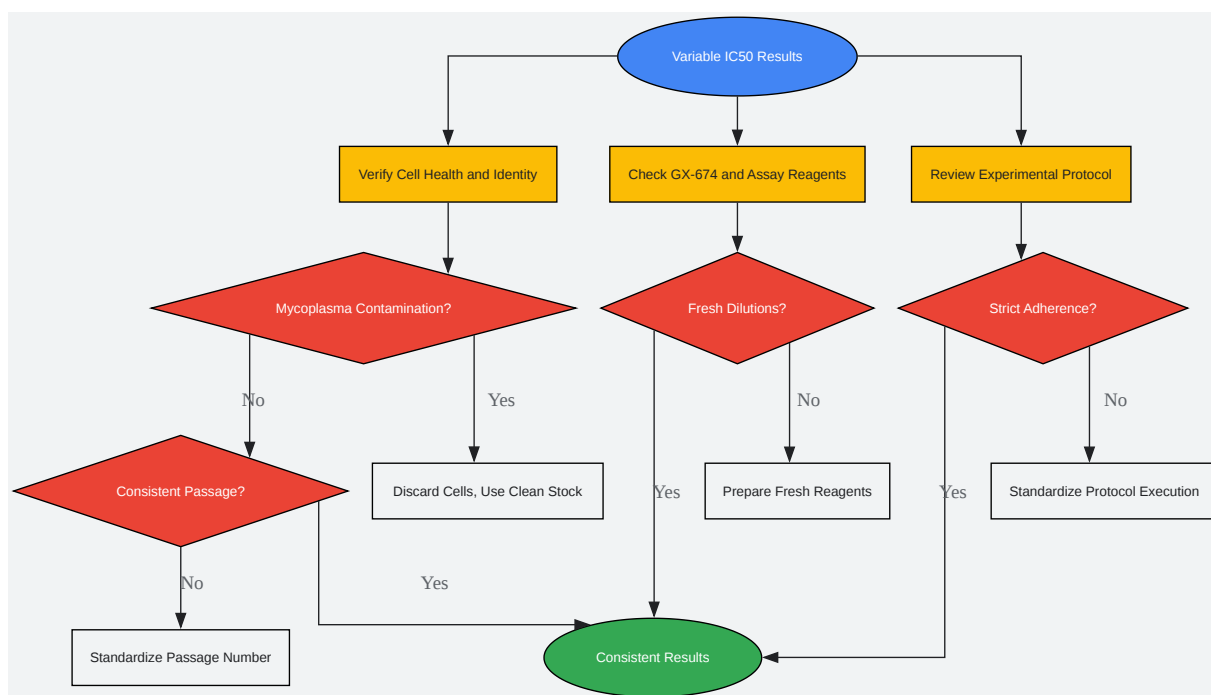 Variable IC50 Results
Verify Cell Health and Identity
Check GX-674 and Assay Reagents
Review Experimental Protocol
Mycoplasma Contamination?
Fresh Dilutions?
Strict Adherence?
No
Yes
No
No
Consistent Passage?
Discard Cells, Use Clean Stock
Yes
Prepare Fresh Reagents
Yes
Standardize Protocol Execution
No
Yes
Standardize Passage Number
Consistent Results